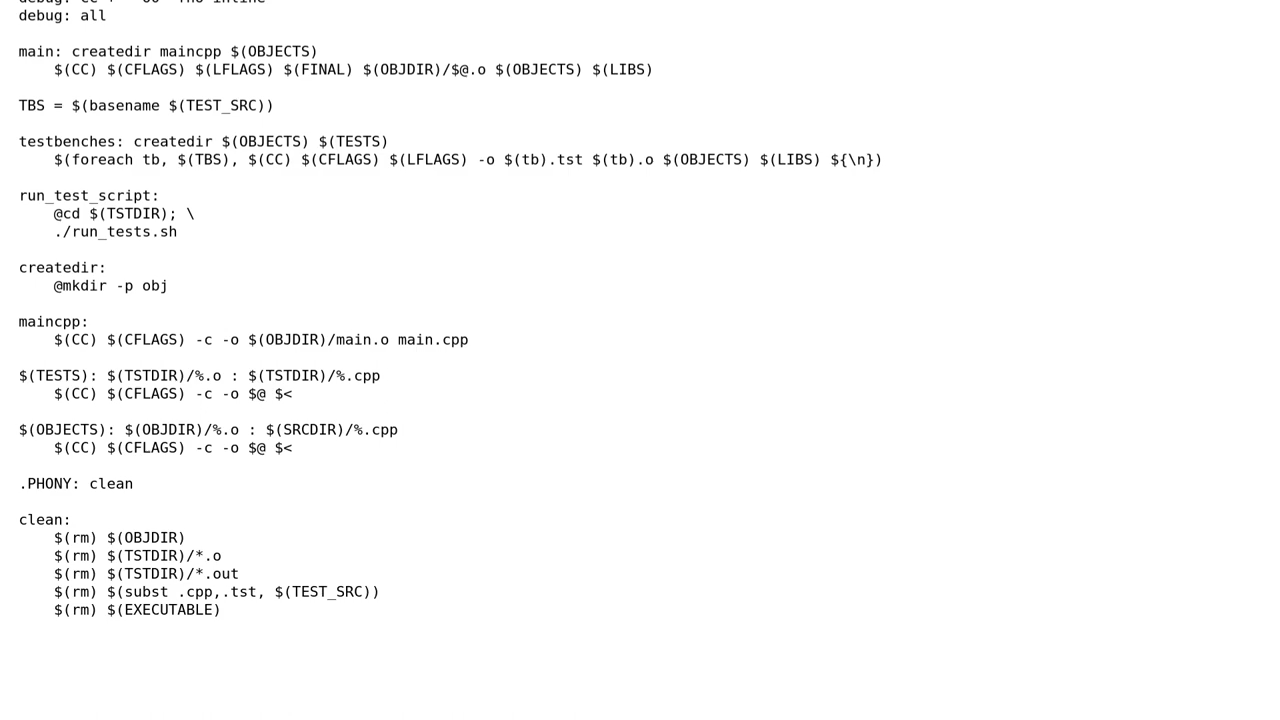 debug: all
main: createdir maincpp $(OBJECTS)
$(CC) $(CFLAGS) $(LFLAGS) $(FINAL) $(OBJDIR)/$@.o $(OBJECTS) $(LIBS)
TBS = $(basename $(TEST_SRC))
testbenches: createdir $(OBJECTS) $(TESTS)
$(foreach tb, $(TBS), $(CC) $(CFLAGS) $(LFLAGS) -o $(tb).tst $(tb).o $(OBJECTS) $(LIBS) ${\n})
run_test_script:
@cd $(TSTDIR); \
./run_tests.sh
createdir:
@mkdir -p obj
maincpp:
$(CC) $(CFLAGS) -c -o $(OBJDIR)/main.o main.cpp
$(TESTS): $(TSTDIR)/%.o : $(TSTDIR)/%.cpp
$(CC) $(CFLAGS) -c -o $@ $<
$(OBJECTS): $(OBJDIR)/%.o : $(SRCDIR)/%.cpp
$(CC) $(CFLAGS) -c -o $@ $<
.PHONY: clean
clean:
$(rm) $(OBJDIR)
$(rm) $(TSTDIR)/*.o
$(rm) $(TSTDIR)/*.out
$(rm) $(subst .cpp,.tst, $(TEST_SRC))
$(rm) $(EXECUTABLE)